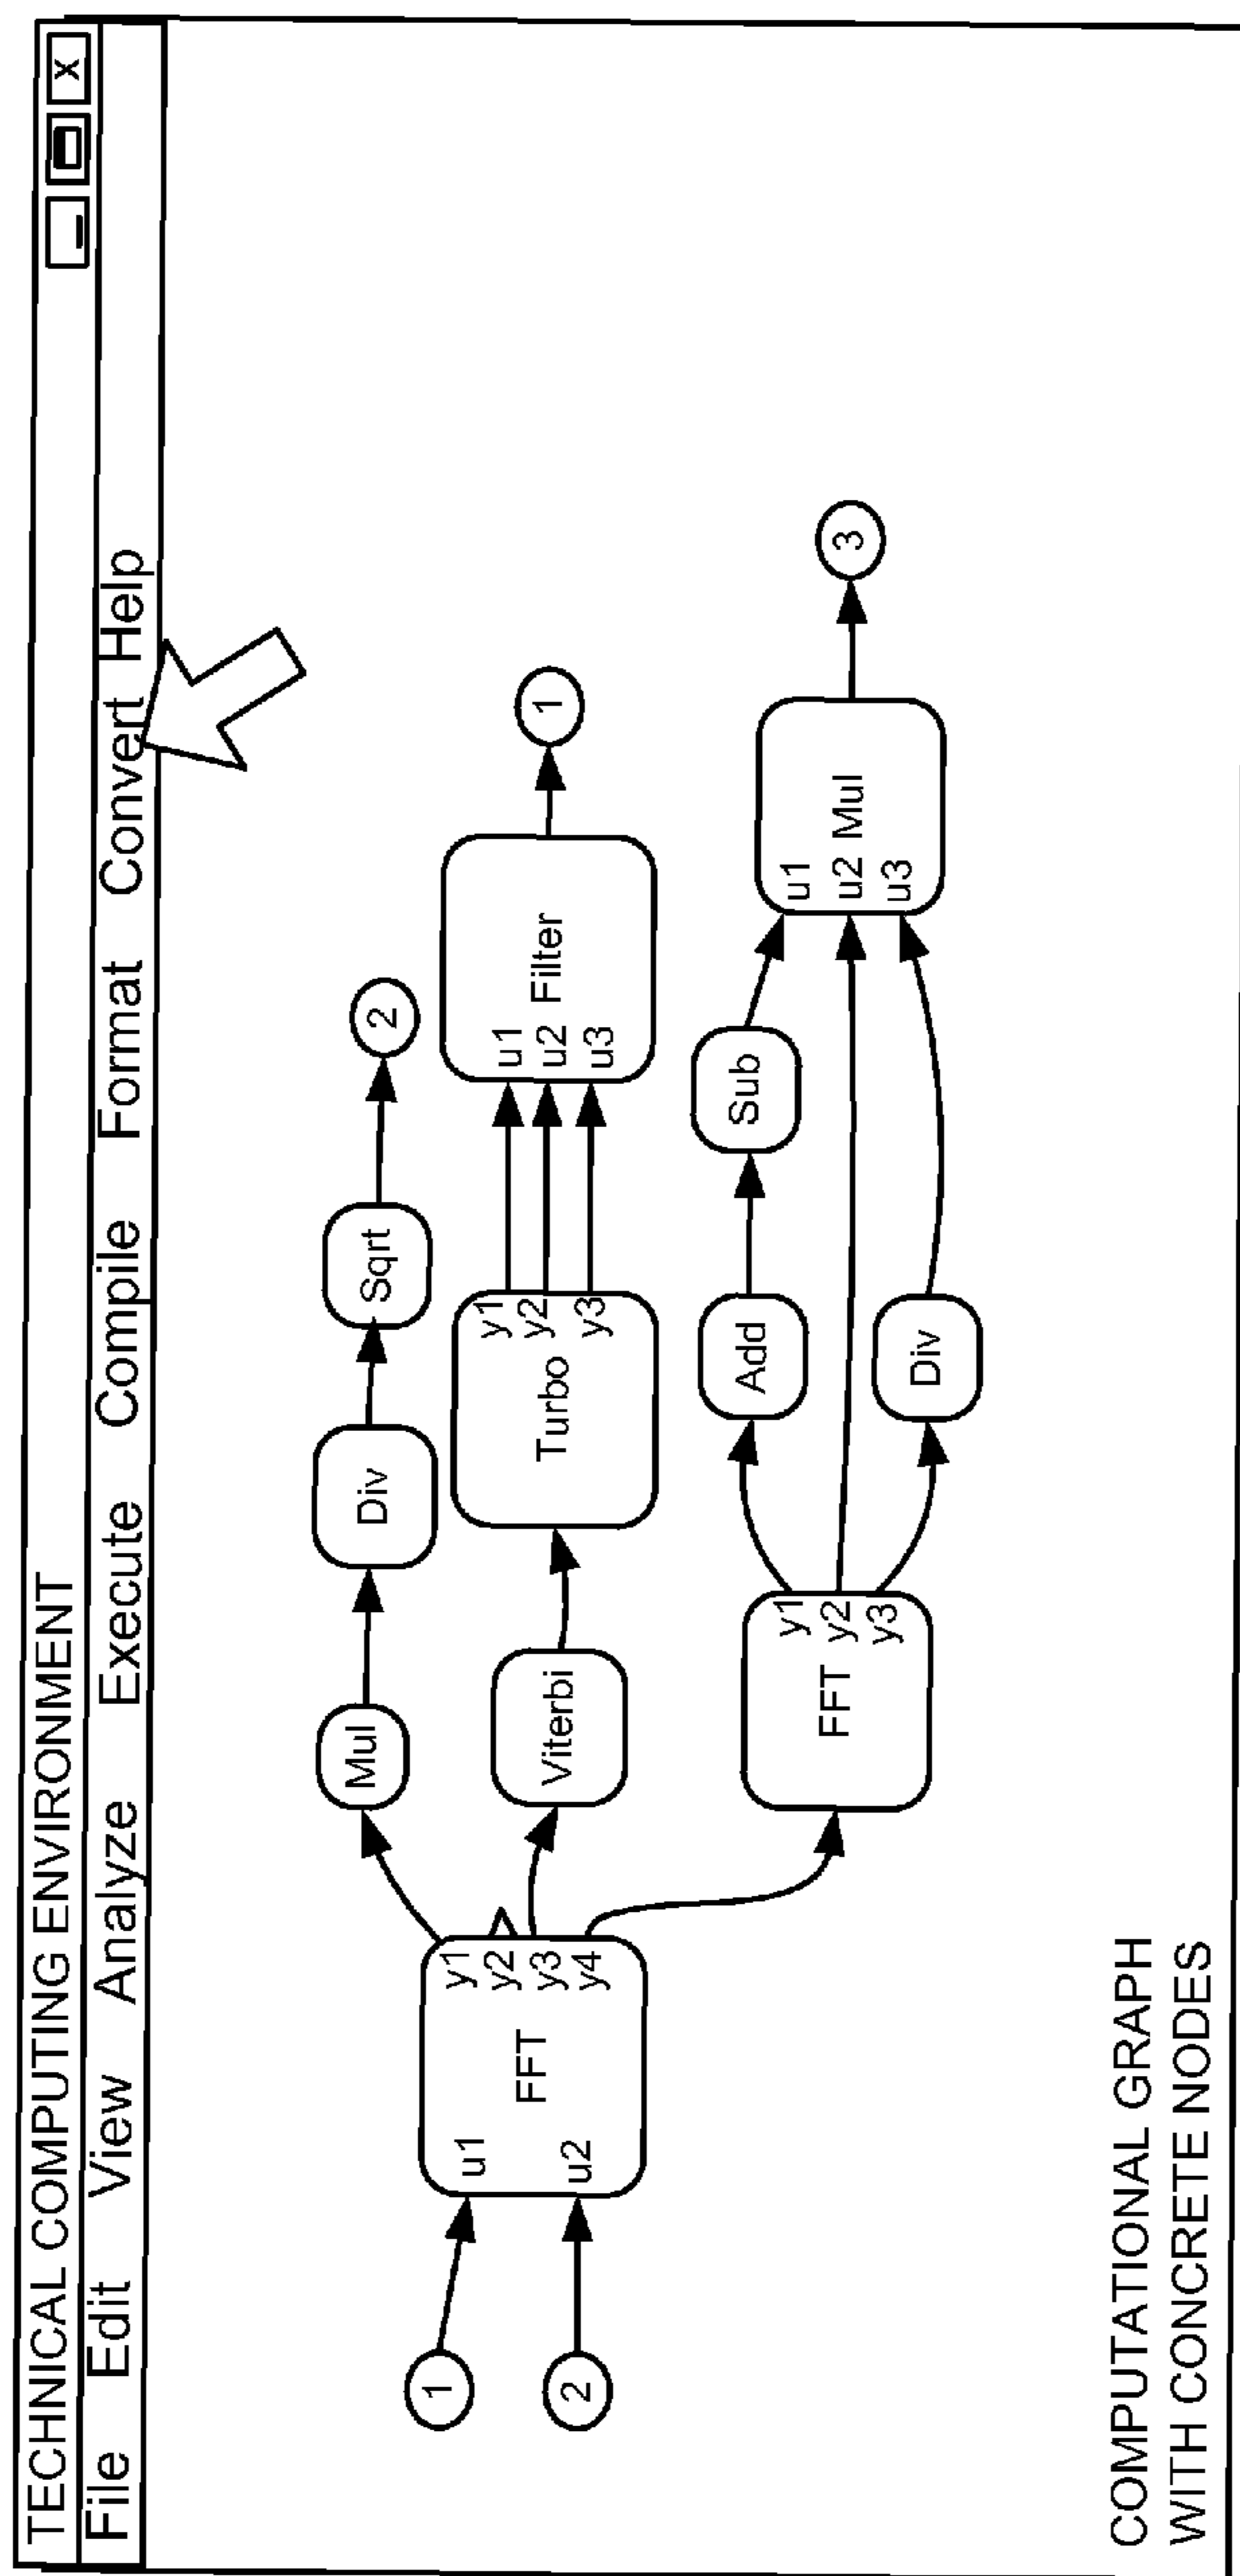 TECHNICAL COMPUTING ENVIRONMENT
X
File Edit View Analyze Execute Compile Format Convert Help
Mul
Div
Sqrt
2
1
2
u1
u2
FFT
y1
y2
y3
y4
Viterbi
Turbo
y1
y2
y3
u1
u2
u3
Filter
1
FFT
y1
y2
y3
Add
Sub
Div
u1
u2 Mul
u3
3
COMPUTATIONAL GRAPH
WITH CONCRETE NODES